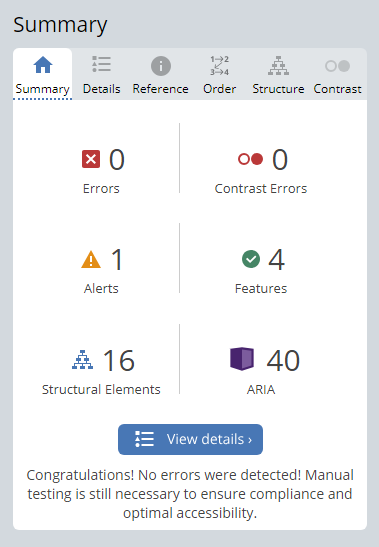 Summary
Summary Details Reference Order Structure Contrast
0 0
Errors Contrast Errors
1 4
Alerts Features
16 40
Structural Elements ARIA
View details ›
Congratulations! No errors were detected! Manual
testing is still necessary to ensure compliance and
optimal accessibility.